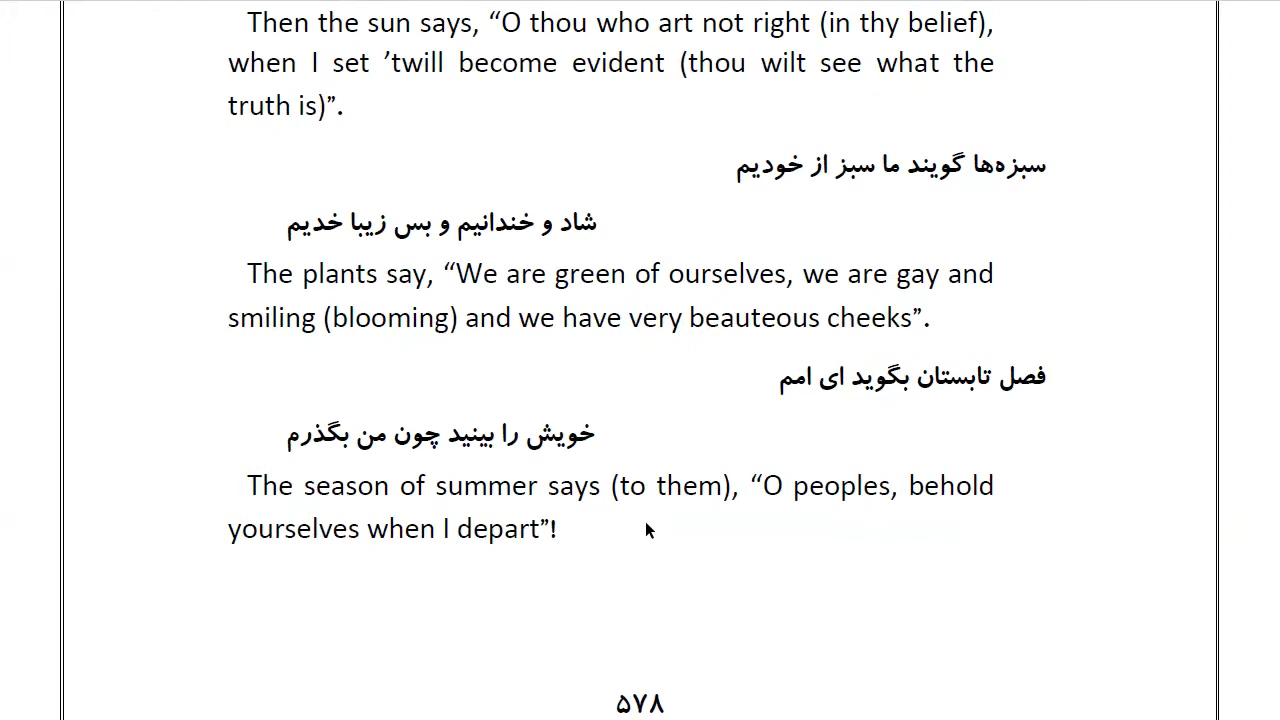 Then the sun says, “O thou who art not right (in thy belief),
when I set ’twill become evident (thou wilt see what the
truth is)”.
سبزه‌ها گویند ما سبز از خودیم
شاد و خندانیم و بس زیبا خدیم
The plants say, “We are green of ourselves, we are gay and
smiling (blooming) and we have very beauteous cheeks”.
فصل تابستان بگوید ای امم
خویش را بینید چون من بگذرم
The season of summer says (to them), “O peoples, behold
yourselves when I depart”!
۵۷۸